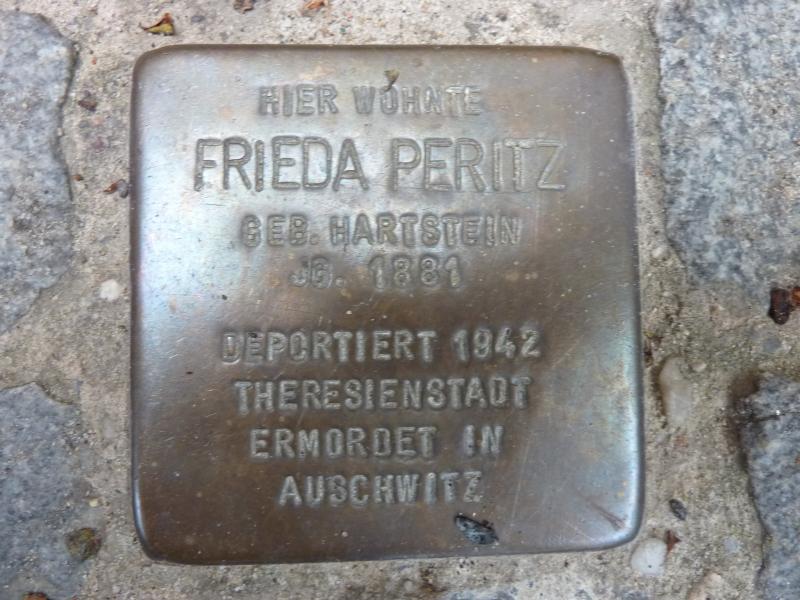 HIER WOHNTE
FRIEDA PERITZ
GEB. HARTSTEIN
JG. 1881
DEPORTIERT 1942
THERESIENSTADT
ERMORDET IN
AUSCHWITZ